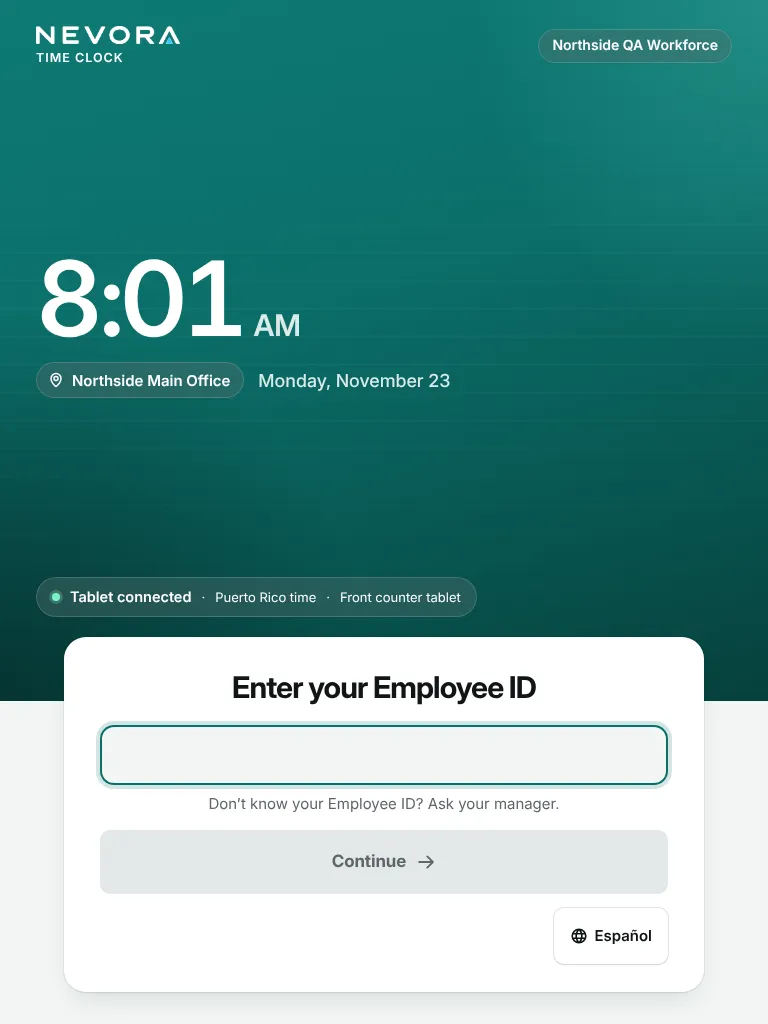 NEVORA
TIME CLOCK
Northside QA Workforce
8:01 AM
Northside Main Office
Monday, November 23
Tablet connected · Puerto Rico time · Front counter tablet
Enter your Employee ID
Don’t know your Employee ID? Ask your manager.
Continue →
Español